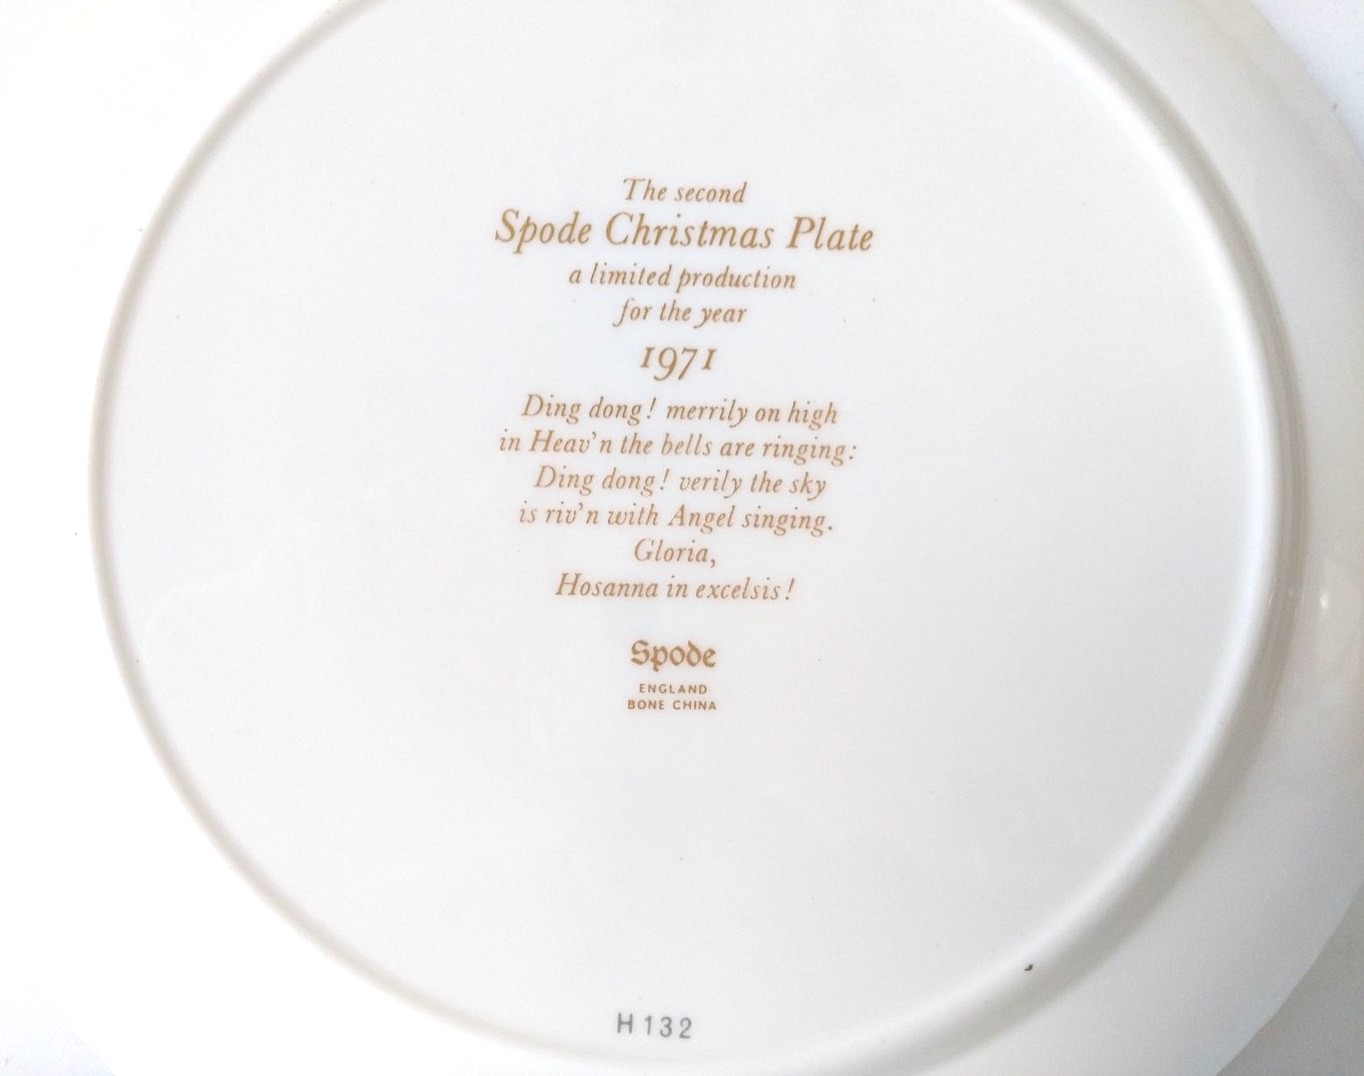 The second
Spode Christmas Plate
a limited production
for the year
1971
Ding dong! merrily on high
in Heav'n the bells are ringing:
Ding dong! verily the sky
is riv'n with Angel singing.
Gloria,
Hosanna in excelsis!
Spode
ENGLAND
BONE CHINA
H 132